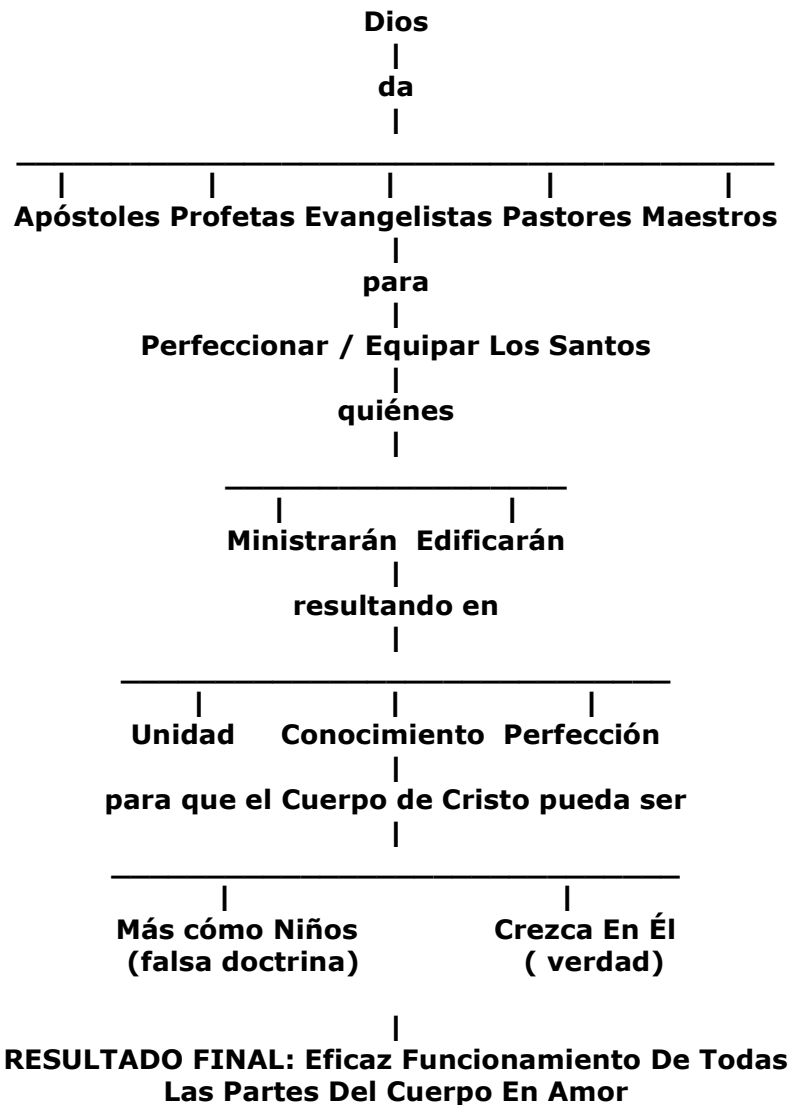 Dios
da
Apóstoles Profetas Evangelistas Pastores Maestros
para
Perfeccionar / Equipar Los Santos
quiénes
Ministrarán Edificarán
resultando en
Unidad Conocimiento Perfección
para que el Cuerpo de Cristo pueda ser
Más cómo Niños Crezca En Él
(falsa doctrina) ( verdad)
RESULTADO FINAL: Eficaz Funcionamiento De Todas
Las Partes Del Cuerpo En Amor